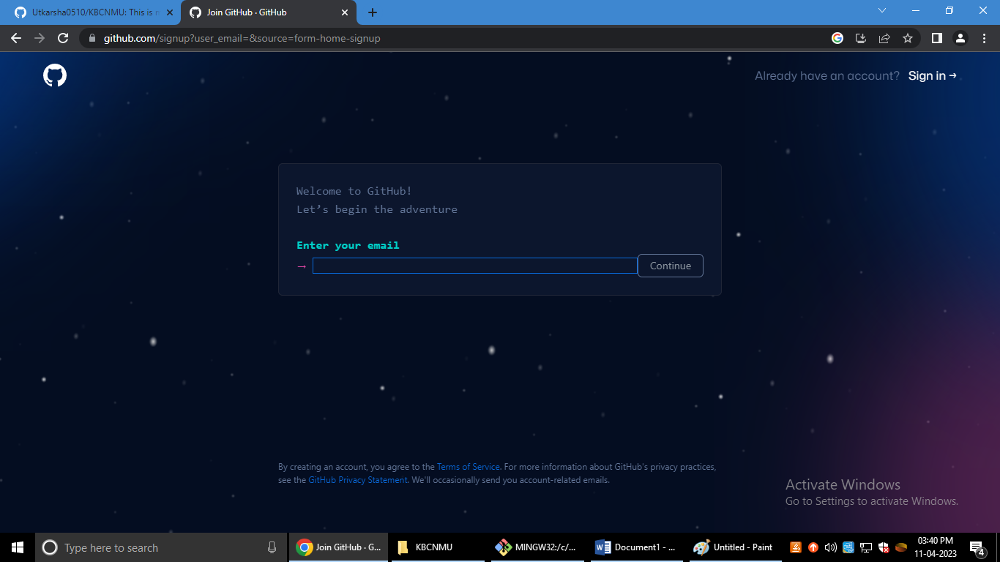 Utkarsha0510/KBCNMU: This is
Join GitHub · GitHub
github.com/signup?user_email=&source=form-home-signup
Already have an account? Sign in →
Welcome to GitHub!
Let’s begin the adventure
Enter your email
→
Continue
By creating an account, you agree to the Terms of Service. For more information about GitHub's privacy practices,
see the GitHub Privacy Statement. We'll occasionally send you account-related emails.
Activate Windows
Go to Settings to activate Windows.
Type here to search
Join GitHub · G...
KBCNMU
MINGW32:/c/...
Document1 - ...
Untitled - Paint
03:40 PM
11-04-2023
4